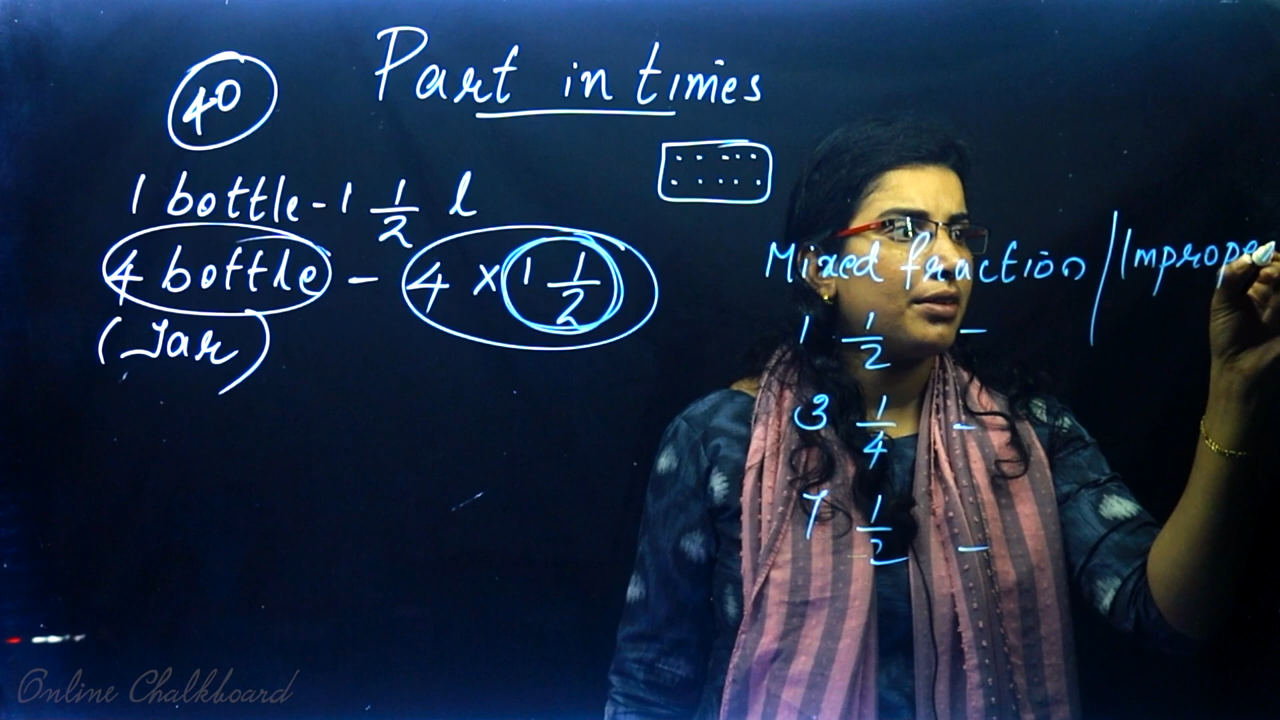 Part in times
40
1 bottle - 1 1/2 l
4 bottle - 4 × 1 1/2
(Jar)
Mixed fraction / Improper
1 1/2 -
3 1/4 -
7 1/2 -
Online Chalkboard